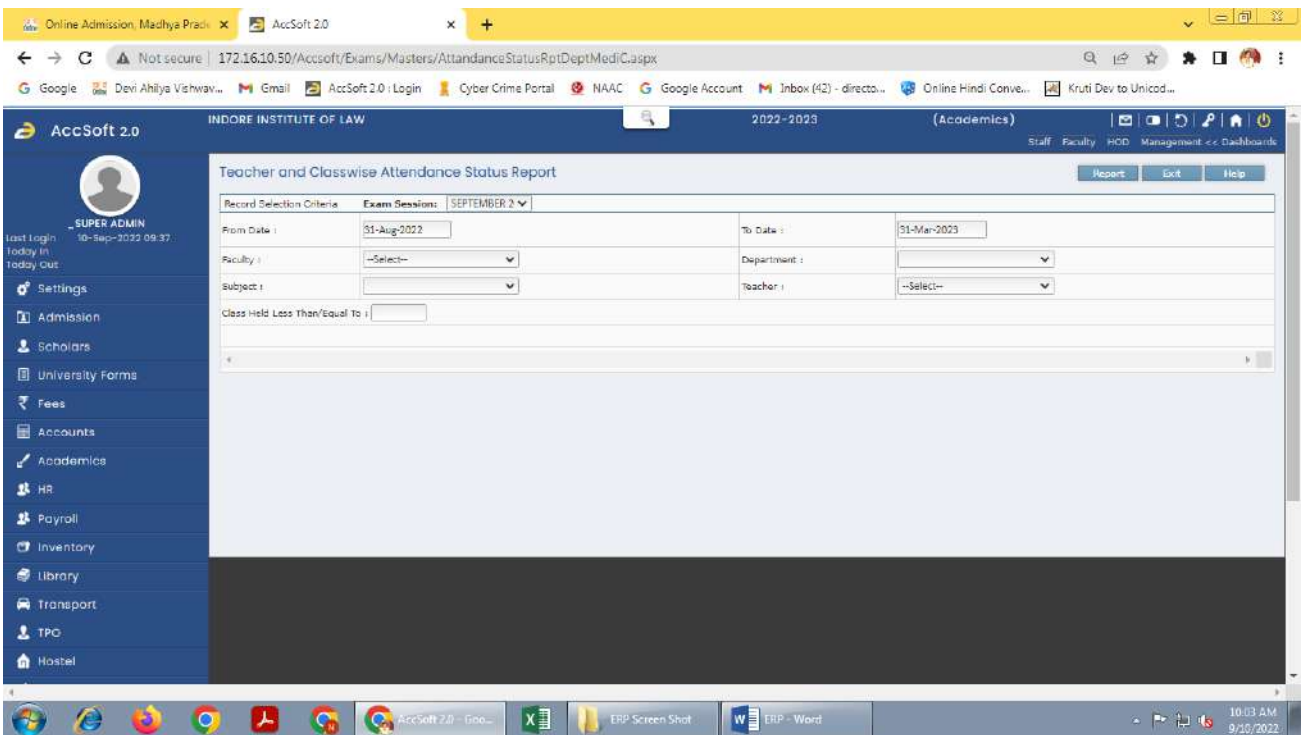 Online Admission, Madhya Prade
AccSoft 2.0
Not secure | 172.16.10.50/Accsoft/Exams/Masters/AttandanceStatusRptDeptMediC.aspx
Google Devi Ahilya Vishwav... Gmail AccSoft 2.0 : Login Cyber Crime Portal NAAC Google Account Inbox (42) - directo... Online Hindi Conve... Kruti Dev to Unicod...
AccSoft 2.0
INDORE INSTITUTE OF LAW 2022-2023 (Academics)
Staff Faculty HOD Management << Dashboards
_SUPER ADMIN
Last Login 10-Sep-2022 09:37
Today In
Today Out
Settings
Admission
Scholars
University Forms
Fees
Accounts
Academics
HR
Payroll
Inventory
Library
Transport
TPO
Hostel
Teacher and Classwise Attendance Status Report
Report Exit Help
Record Selection Criteria Exam Session: SEPTEMBER 2
From Date : 31-Aug-2022 To Date : 31-Mar-2023
Faculty : --Select-- Department :
Subject : Teacher : --Select--
Class Held Less Than/Equal To :
AccSoft 2.0 - Goo... ERP Screen Shot ERP - Word
10:03 AM
9/10/2022